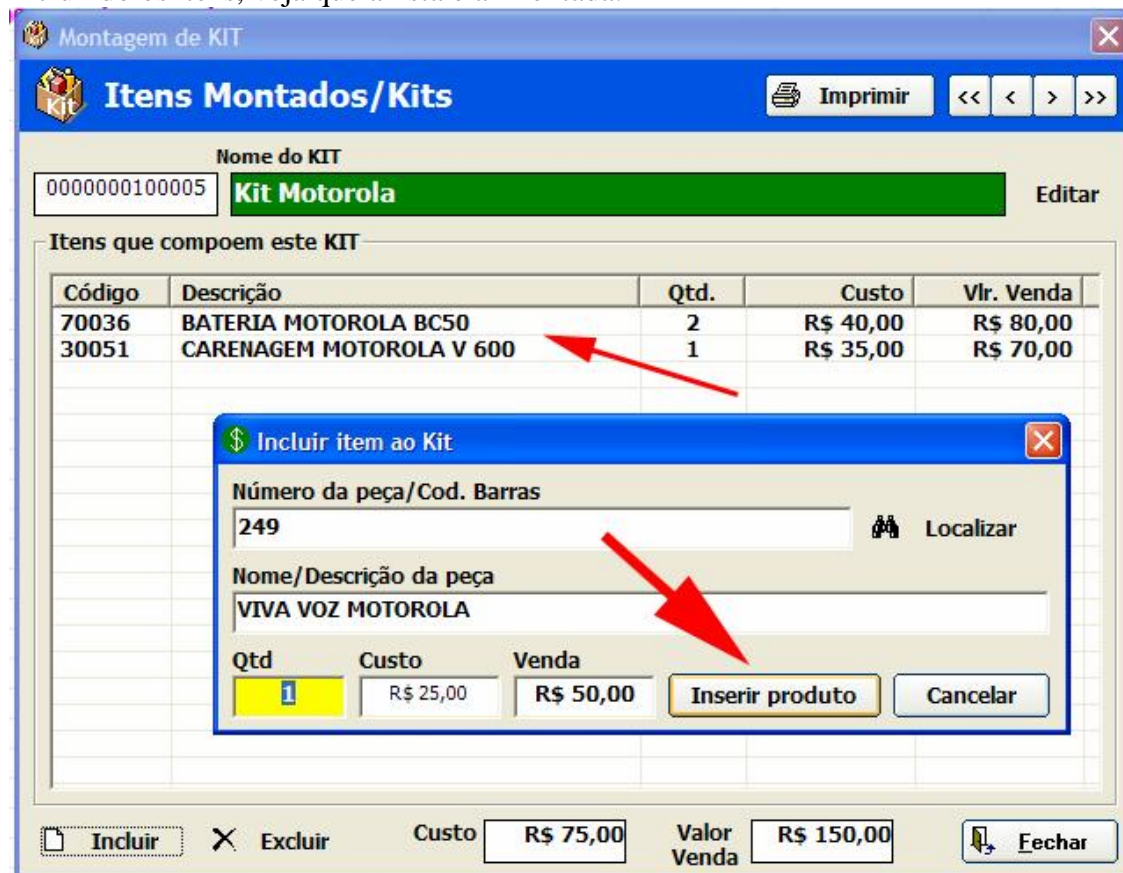 Montagem de KIT
Itens Montados/Kits Imprimir << < > >>
Nome do KIT
0000000100005 Kit Motorola Editar
Itens que compoem este KIT
Código Descrição Qtd. Custo Vlr. Venda
70036 BATERIA MOTOROLA BC50 2 R$ 40,00 R$ 80,00
30051 CARENAGEM MOTOROLA V 600 1 R$ 35,00 R$ 70,00
Incluir item ao Kit
Número da peça/Cod. Barras
249 Localizar
Nome/Descrição da peça
VIVA VOZ MOTOROLA
Qtd Custo Venda
1 R$ 25,00 R$ 50,00 Inserir produto Cancelar
Incluir Excluir Custo R$ 75,00 Valor Venda R$ 150,00 Fechar